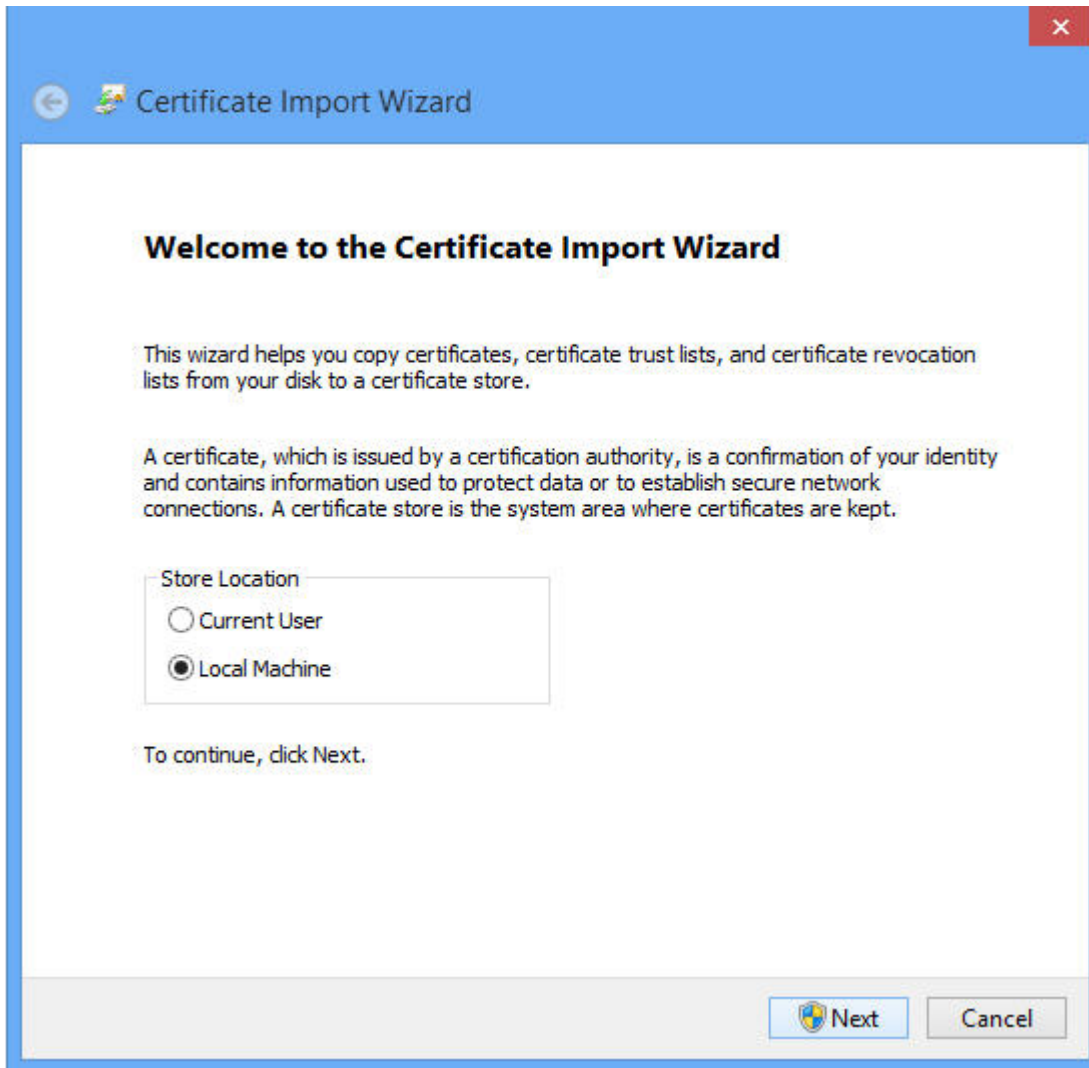 Certificate Import Wizard
Welcome to the Certificate Import Wizard
This wizard helps you copy certificates, certificate trust lists, and certificate revocation
lists from your disk to a certificate store.
A certificate, which is issued by a certification authority, is a confirmation of your identity
and contains information used to protect data or to establish secure network
connections. A certificate store is the system area where certificates are kept.
Store Location
Current User
Local Machine
To continue, click Next.
Next
Cancel